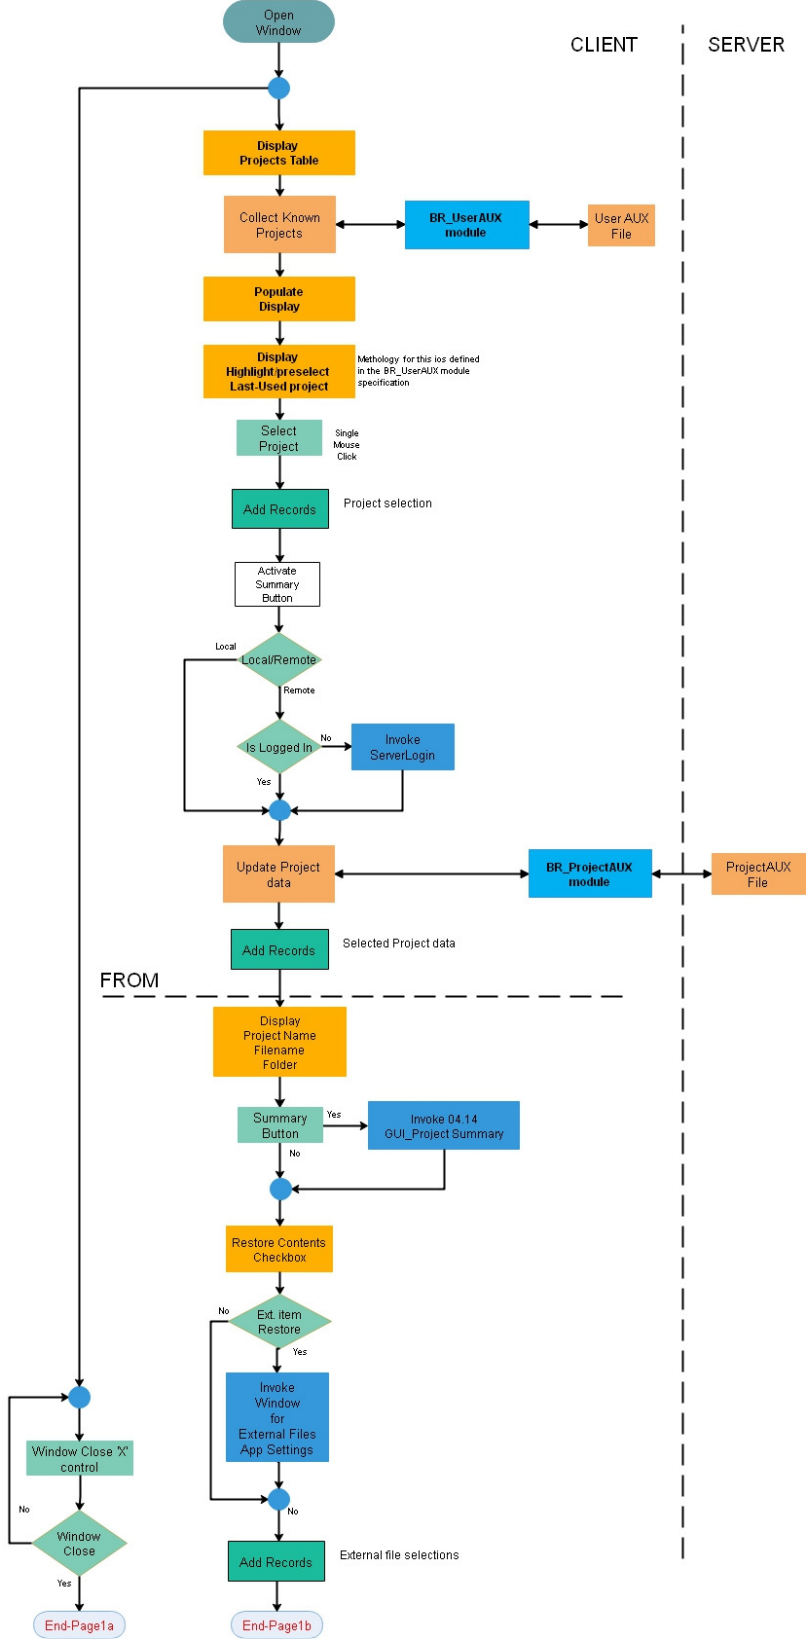 Open
Window
CLIENT
SERVER
Display
Projects Table
Collect Known
Projects
BR_UserAUX
module
User AUX
File
Populate
Display
Display
Highlight/preselect
Last-Used project
Methology for this ios defined
in the BR_UserAUX module
specification
Select
Project
Single
Mouse
Click
Add Records
Project selection
Activate
Summary
Button
Local
Local/Remote
Remote
Is Logged In
No
Invoke
ServerLogin
Yes
Update Project
data
BR_ProjectAUX
module
ProjectAUX
File
Add Records
Selected Project data
FROM
Display
Project Name
Filename
Folder
Summary
Button
Yes
Invoke 04.14
GUI_Project Summary
No
Restore Contents
Checkbox
No
Ext. item
Restore
Yes
Invoke
Window
for
External Files
App Settings
No
Window Close 'X'
control
No
Window
Close
Yes
Add Records
External file selections
End-Page1a
End-Page1b